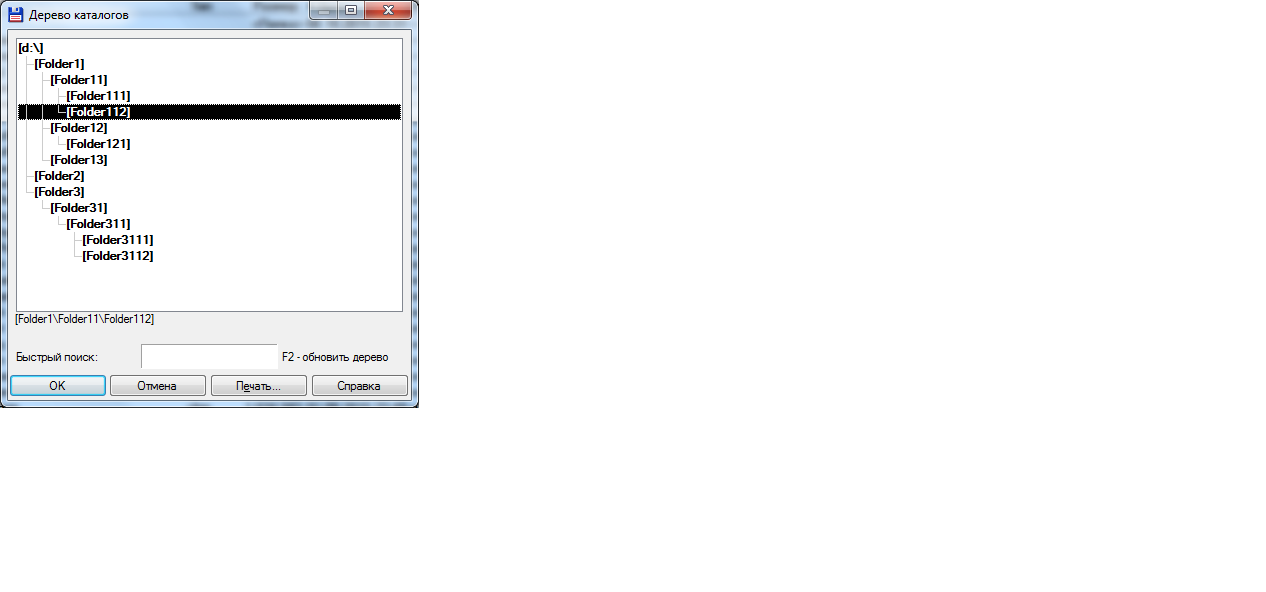 Дерево каталогов
[d:\]
[Folder1]
[Folder11]
[Folder111]
[Folder112]
[Folder12]
[Folder121]
[Folder13]
[Folder2]
[Folder3]
[Folder31]
[Folder311]
[Folder3111]
[Folder3112]
[Folder1\Folder11\Folder112]
Быстрый поиск: F2 - обновить дерево
OK Отмена Печать... Справка